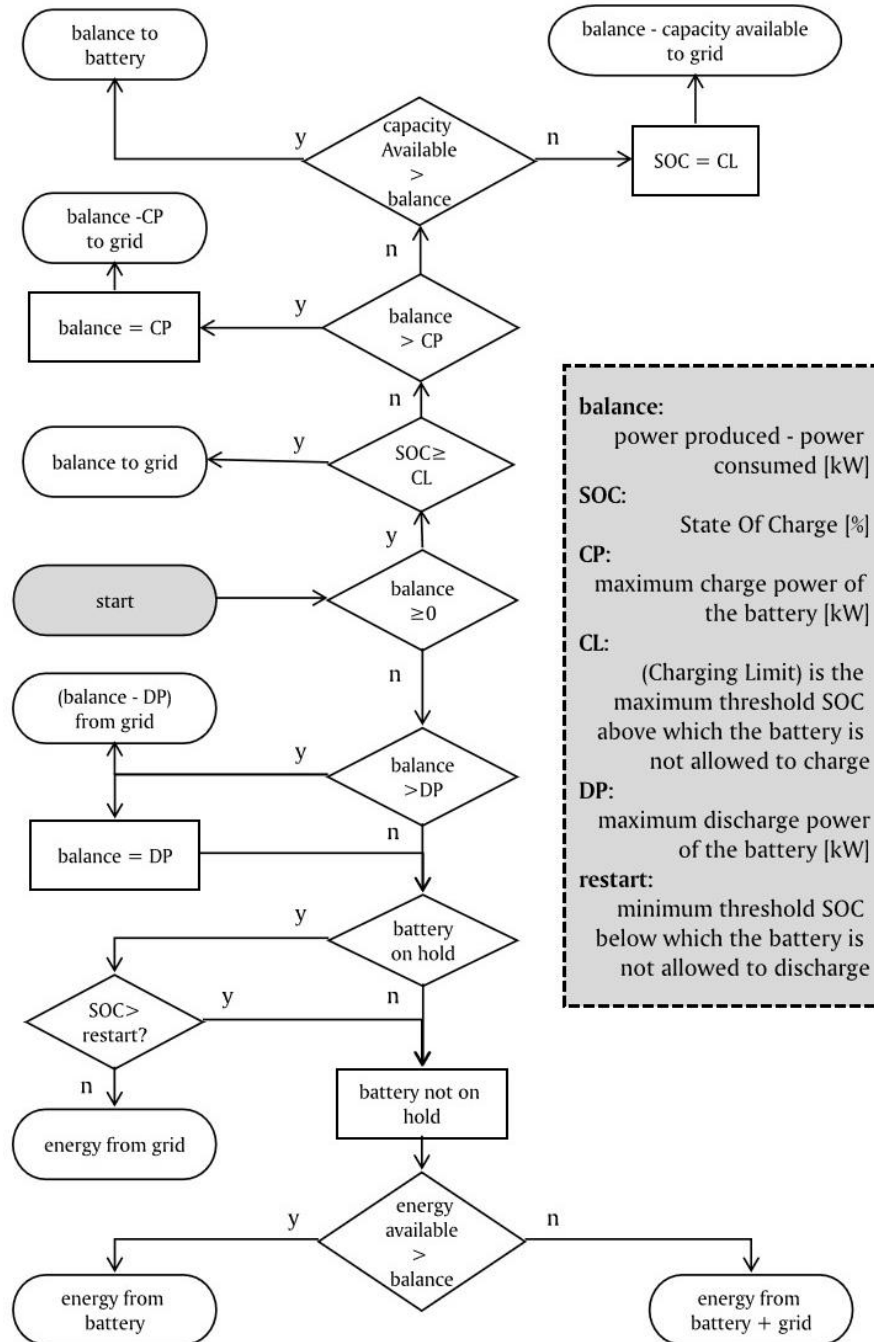 balance to
battery
balance - capacity available
to grid
capacity
Available
>
balance
y
n
SOC = CL
balance -CP
to grid
n
balance = CP
y
balance
> CP
n
balance to grid
y
SOC≥
CL
y
start
balance
≥0
n
(balance - DP)
from grid
y
balance
>DP
n
balance = DP
y
battery
on hold
n
SOC>
restart?
y
n
battery not on
hold
energy from grid
y
energy
available
>
balance
n
energy from
battery
energy from
battery + grid
balance:
power produced - power
consumed [kW]
SOC:
State Of Charge [%]
CP:
maximum charge power of
the battery [kW]
CL:
(Charging Limit) is the
maximum threshold SOC
above which the battery is
not allowed to charge
DP:
maximum discharge power
of the battery [kW]
restart:
minimum threshold SOC
below which the battery is
not allowed to discharge